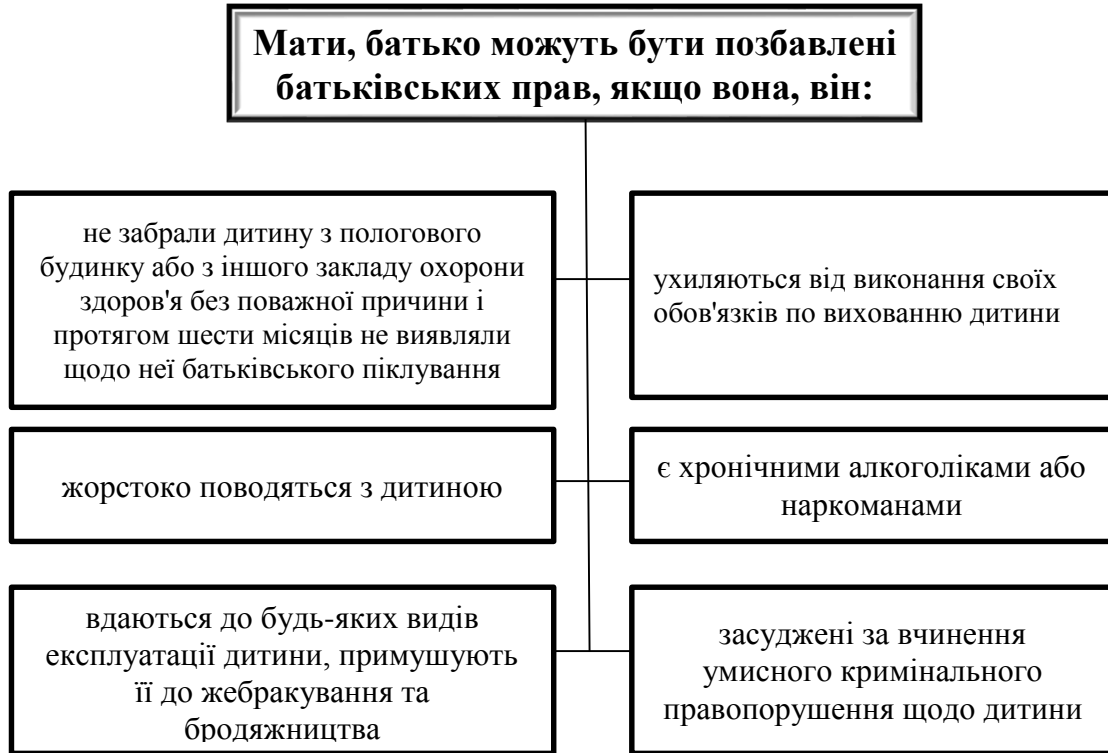 Мати, батько можуть бути позбавлені
батьківських прав, якщо вона, він:
не забрали дитину з пологового
будинку або з іншого закладу охорони
здоров'я без поважної причини і
протягом шести місяців не виявляли
щодо неї батьківського піклування
ухиляються від виконання своїх
обов'язків по вихованню дитини
жорстоко поводяться з дитиною
є хронічними алкоголіками або
наркоманами
вдаються до будь-яких видів
експлуатації дитини, примушують
її до жебракування та
бродяжництва
засуджені за вчинення
умисного кримінального
правопорушення щодо дитини